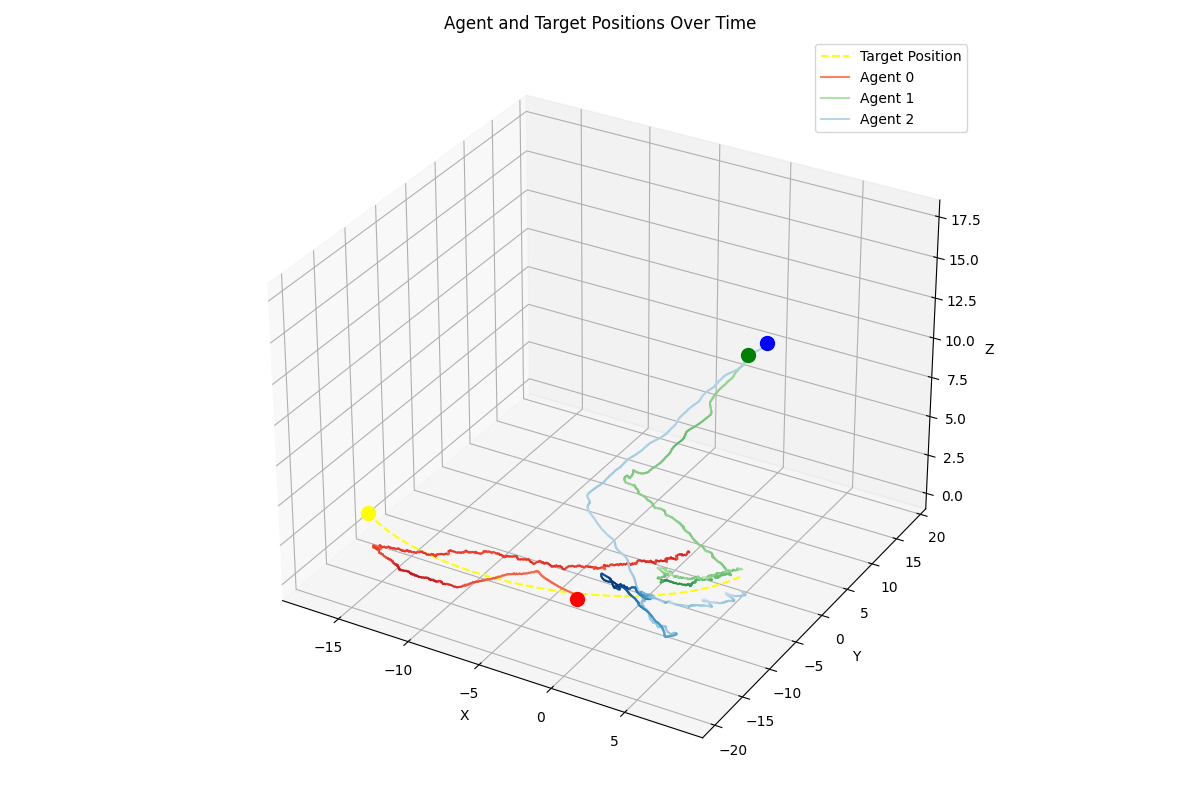 Agent and Target Positions Over Time
Target Position
Agent 0
Agent 1
Agent 2
17.5
15.0
12.5
10.0
7.5
5.0
2.5
0.0
Z
20
15
10
5
0
−5
−10
−15
−20
Y
−15
−10
−5
0
5
X